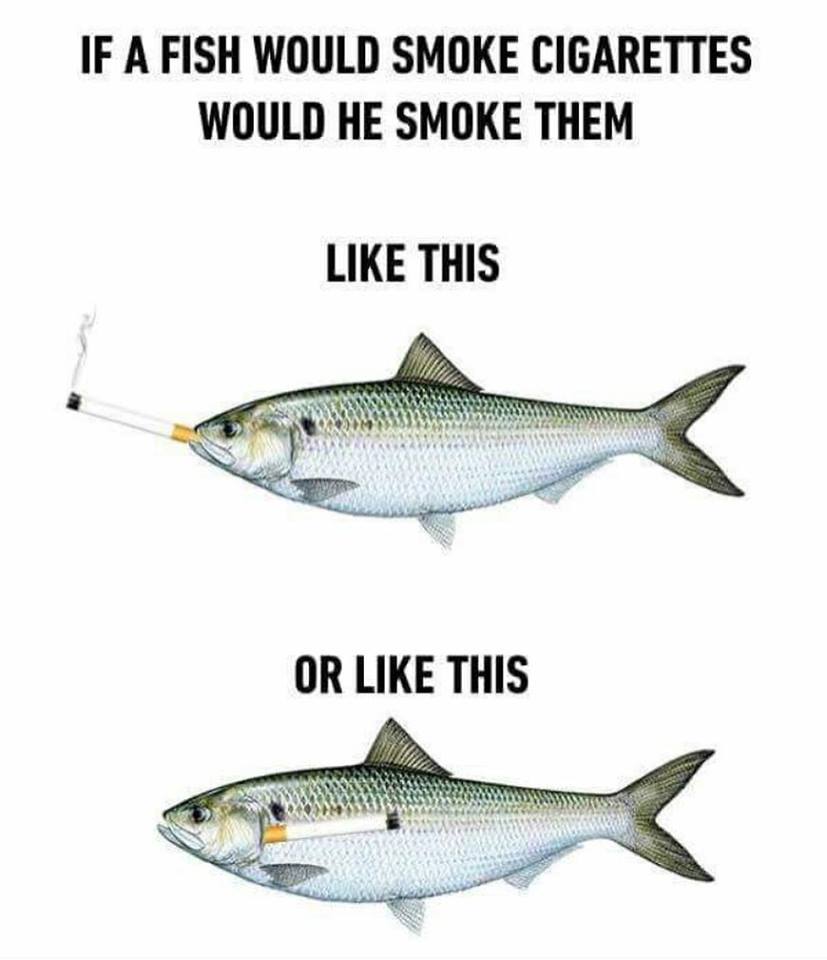 IF A FISH WOULD SMOKE CIGARETTES
WOULD HE SMOKE THEM
LIKE THIS
OR LIKE THIS